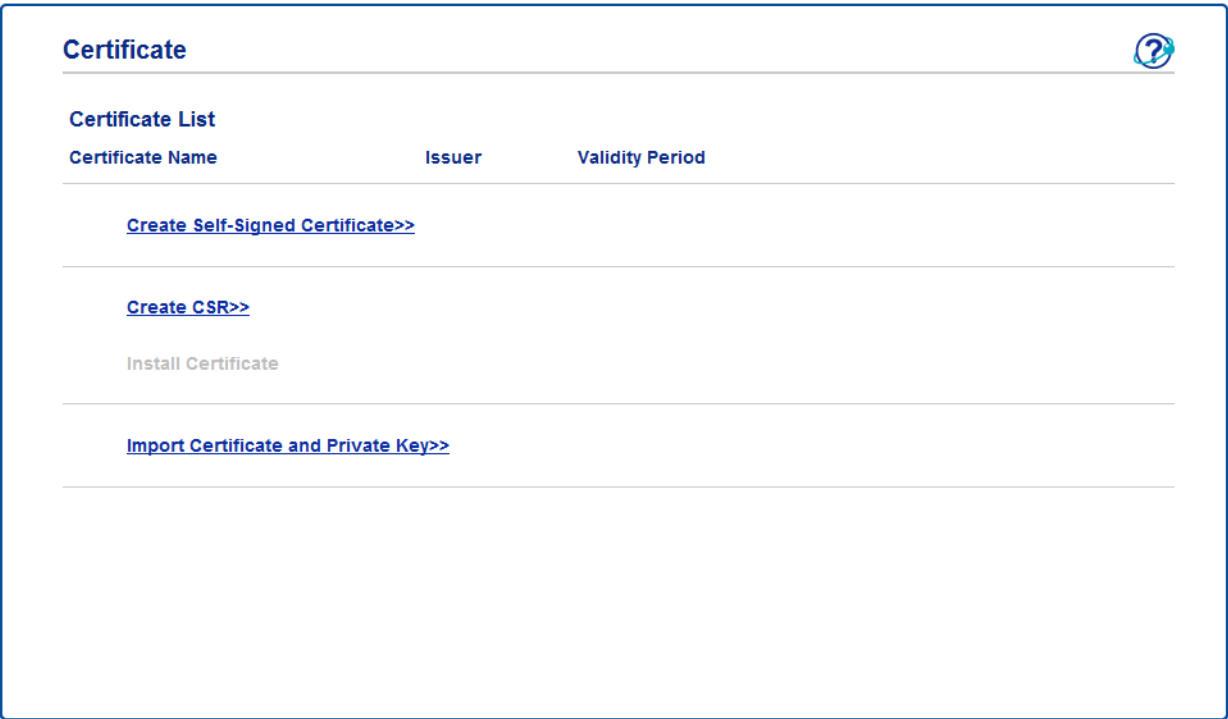 Certificate
?
Certificate List
Certificate Name Issuer Validity Period
Create Self-Signed Certificate>>
Create CSR>>
Install Certificate
Import Certificate and Private Key>>